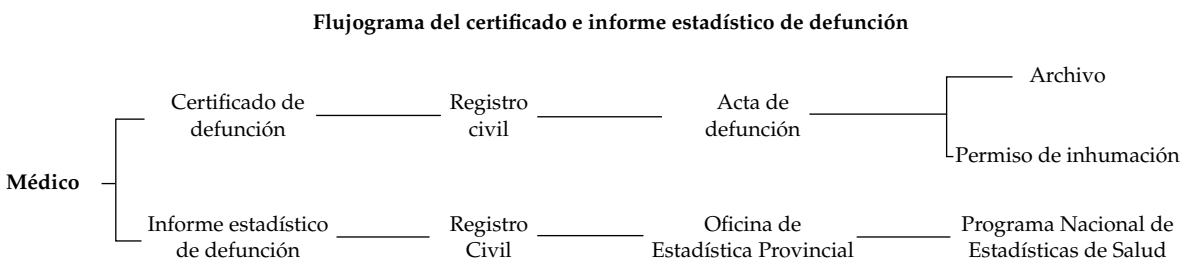 Flujograma del certificado e informe estadístico de defunción
Médico
Certificado de
defunción
Registro
civil
Acta de
defunción
Archivo
Permiso de inhumación
Informe estadístico
de defunción
Registro
Civil
Oficina de
Estadística Provincial
Programa Nacional de
Estadísticas de Salud